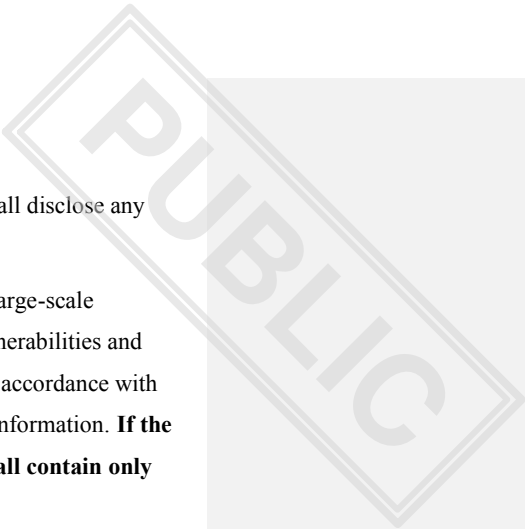 PUBLIC
all disclose any
arge-scale
nerabilities and
accordance with
nformation. If the
all contain only